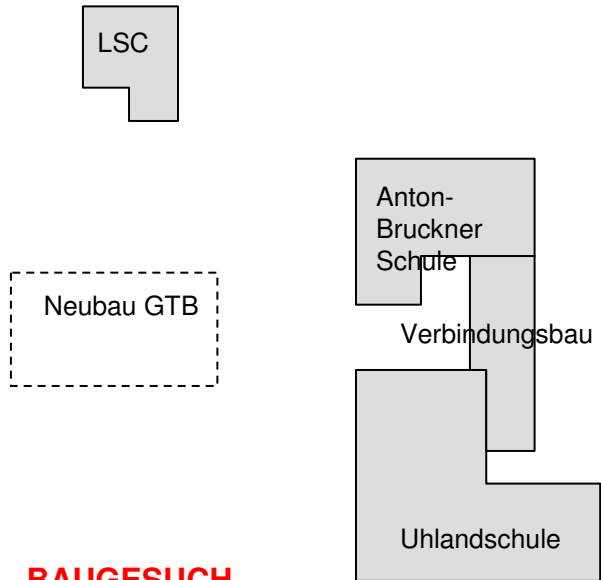 LSC
Anton-
Bruckner
Schule
Neubau GTB
Verbindungsbau
Uhlandschule
BAUGESUCH